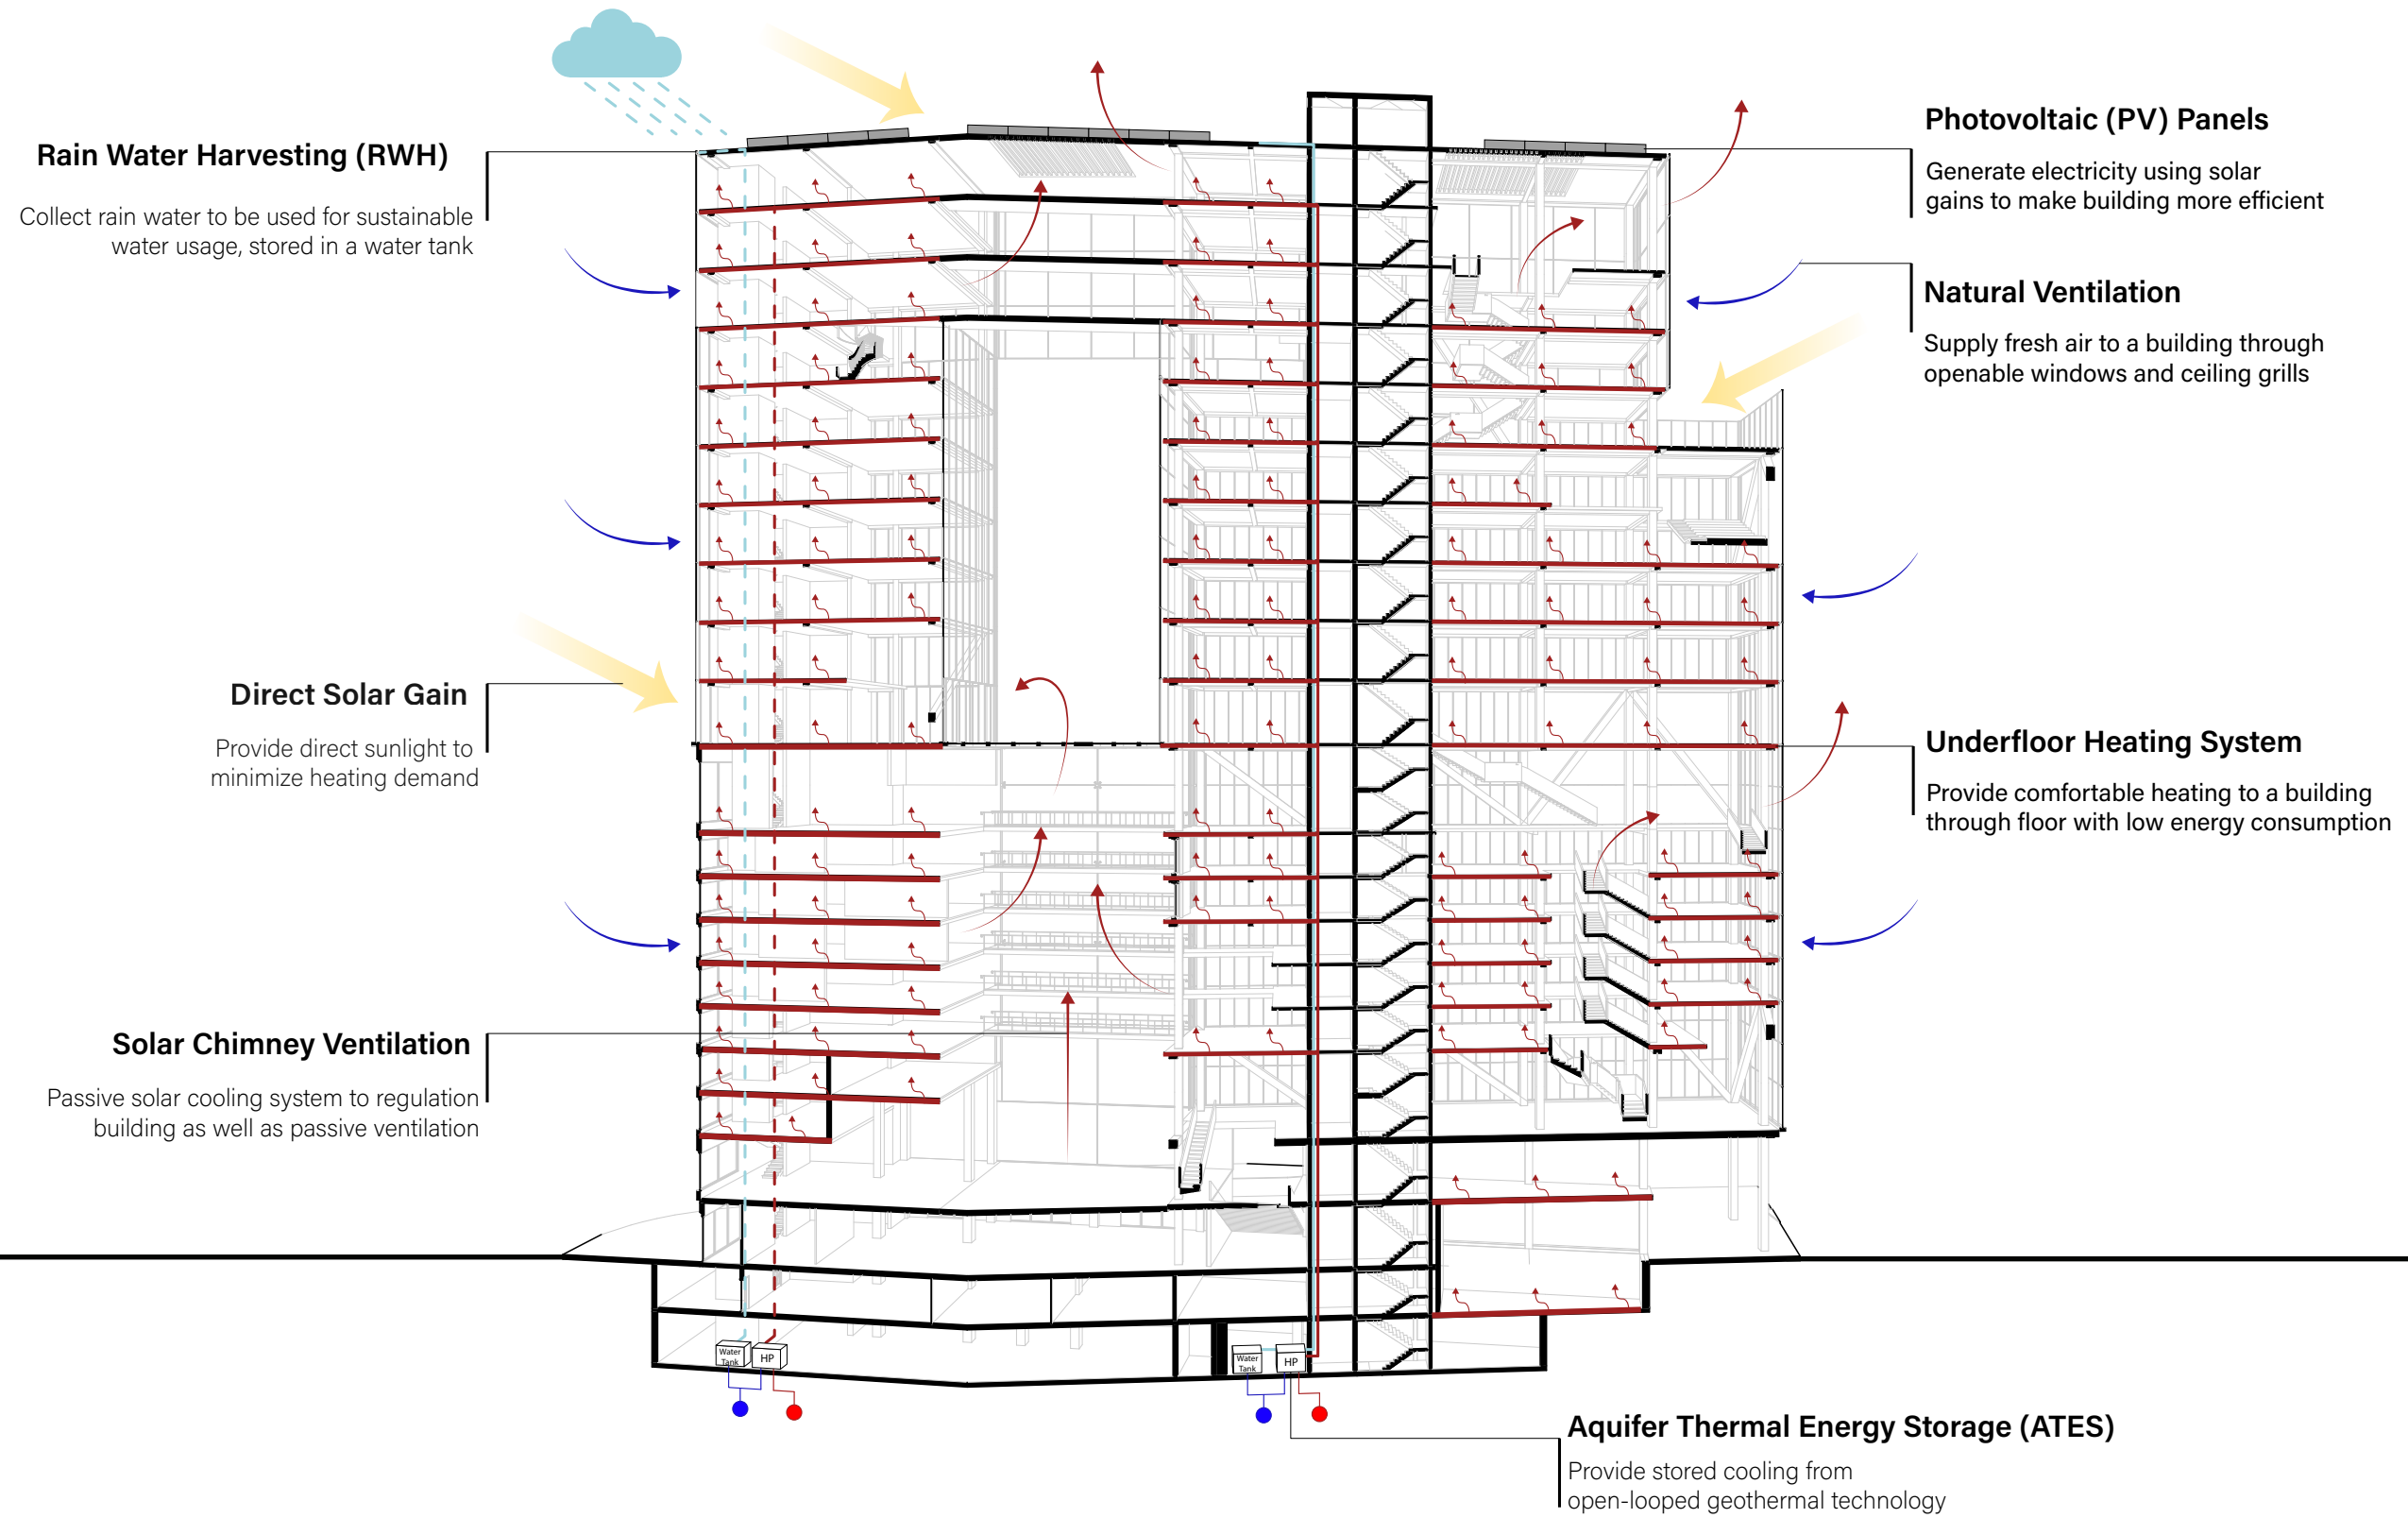 Rain Water Harvesting (RWH)
Collect rain water to be used for sustainable
water usage, stored in a water tank
Direct Solar Gain
Provide direct sunlight to
minimize heating demand
Solar Chimney Ventilation
Passive solar cooling system to regulation
building as well as passive ventilation
Photovoltaic (PV) Panels
Generate electricity using solar
gains to make building more efficient
Natural Ventilation
Supply fresh air to a building through
openable windows and ceiling grills
Underfloor Heating System
Provide comfortable heating to a building
through floor with low energy consumption
Water
Tank
HP
Water
Tank
HP
Aquifer Thermal Energy Storage (ATES)
Provide stored cooling from
open-looped geothermal technology